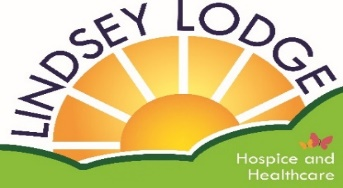 LINDSEY LODGE
Hospice and
Healthcare